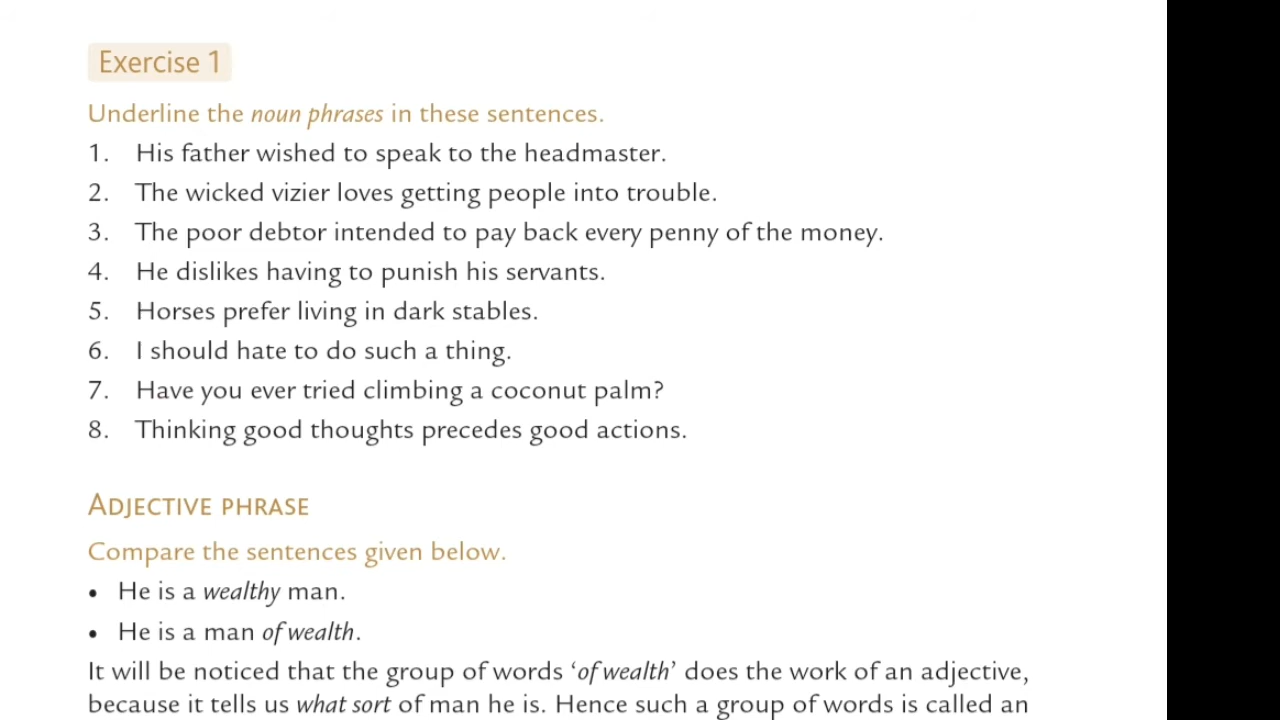 Exercise 1
Underline the noun phrases in these sentences.
1. His father wished to speak to the headmaster.
2. The wicked vizier loves getting people into trouble.
3. The poor debtor intended to pay back every penny of the money.
4. He dislikes having to punish his servants.
5. Horses prefer living in dark stables.
6. I should hate to do such a thing.
7. Have you ever tried climbing a coconut palm?
8. Thinking good thoughts precedes good actions.
ADJECTIVE PHRASE
Compare the sentences given below.
• He is a wealthy man.
• He is a man of wealth.
It will be noticed that the group of words ‘of wealth’ does the work of an adjective,
because it tells us what sort of man he is. Hence such a group of words is called an